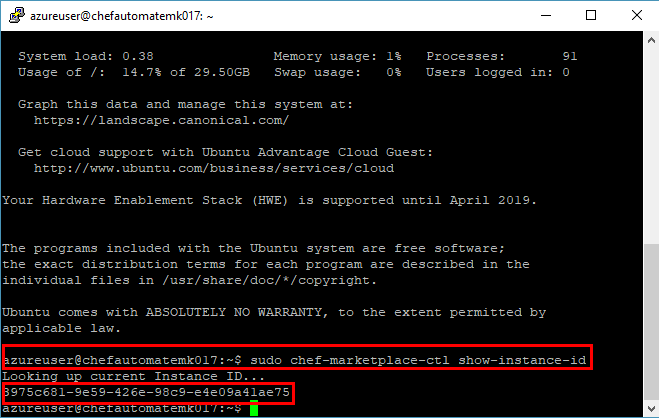 azureuser@chefautomatemk017: ~
System load: 0.38 Memory usage: 1% Processes: 91
Usage of /: 14.7% of 29.50GB Swap usage: 0% Users logged in: 0
Graph this data and manage this system at:
https://landscape.canonical.com/
Get cloud support with Ubuntu Advantage Cloud Guest:
http://www.ubuntu.com/business/services/cloud
Your Hardware Enablement Stack (HWE) is supported until April 2019.
The programs included with the Ubuntu system are free software;
the exact distribution terms for each program are described in the
individual files in /usr/share/doc/*/copyright.
Ubuntu comes with ABSOLUTELY NO WARRANTY, to the extent permitted by
applicable law.
azureuser@chefautomatemk017:~$ sudo chef-marketplace-ctl show-instance-id
Looking up current Instance ID...
8975c681-9e59-426e-98c9-e4e09a41ae75
azureuser@chefautomatemk017:~$